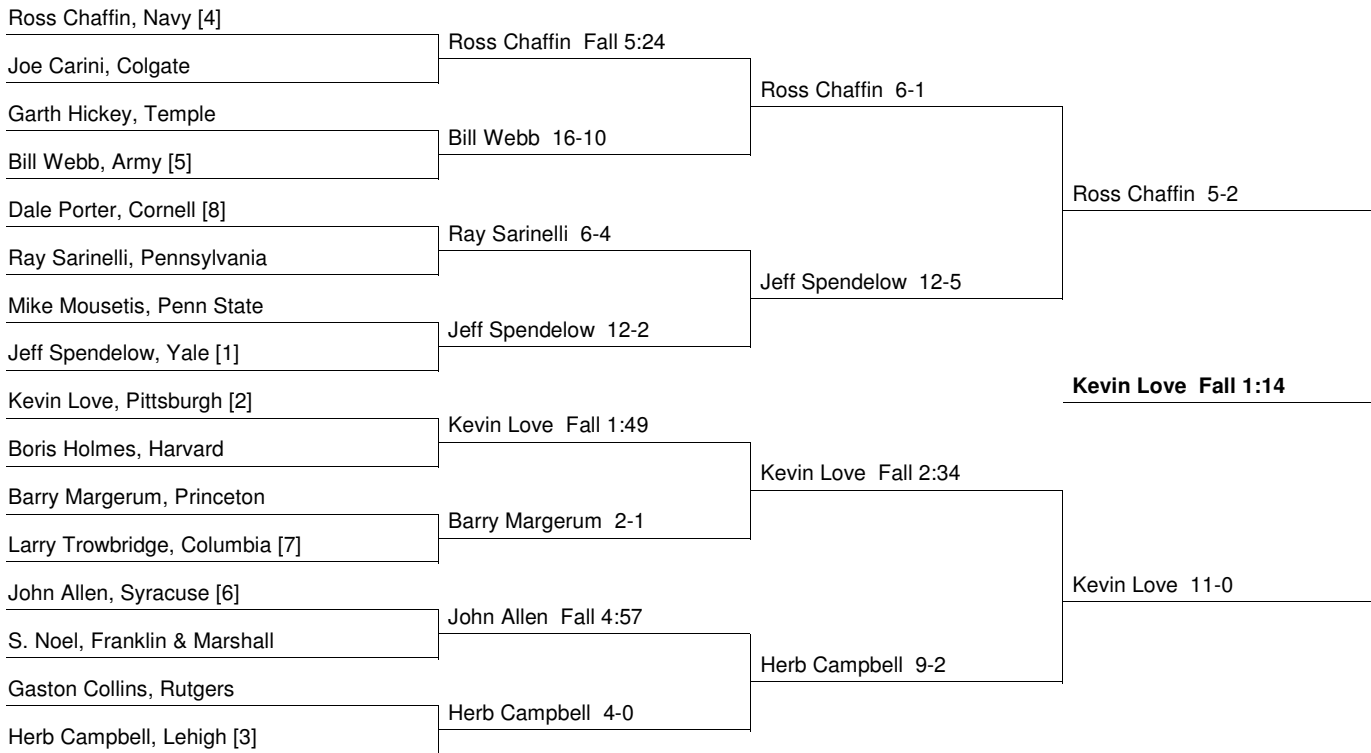 Ross Chaffin, Navy [4]
Joe Carini, Colgate
Garth Hickey, Temple
Bill Webb, Army [5]
Dale Porter, Cornell [8]
Ray Sarinelli, Pennsylvania
Mike Mousetis, Penn State
Jeff Spendelow, Yale [1]
Kevin Love, Pittsburgh [2]
Boris Holmes, Harvard
Barry Margerum, Princeton
Larry Trowbridge, Columbia [7]
John Allen, Syracuse [6]
S. Noel, Franklin & Marshall
Gaston Collins, Rutgers
Herb Campbell, Lehigh [3]
Ross Chaffin Fall 5:24
Bill Webb 16-10
Ray Sarinelli 6-4
Jeff Spendelow 12-2
Kevin Love Fall 1:49
Barry Margerum 2-1
John Allen Fall 4:57
Herb Campbell 4-0
Ross Chaffin 6-1
Jeff Spendelow 12-5
Kevin Love Fall 2:34
Herb Campbell 9-2
Ross Chaffin 5-2
Kevin Love 11-0
Kevin Love Fall 1:14